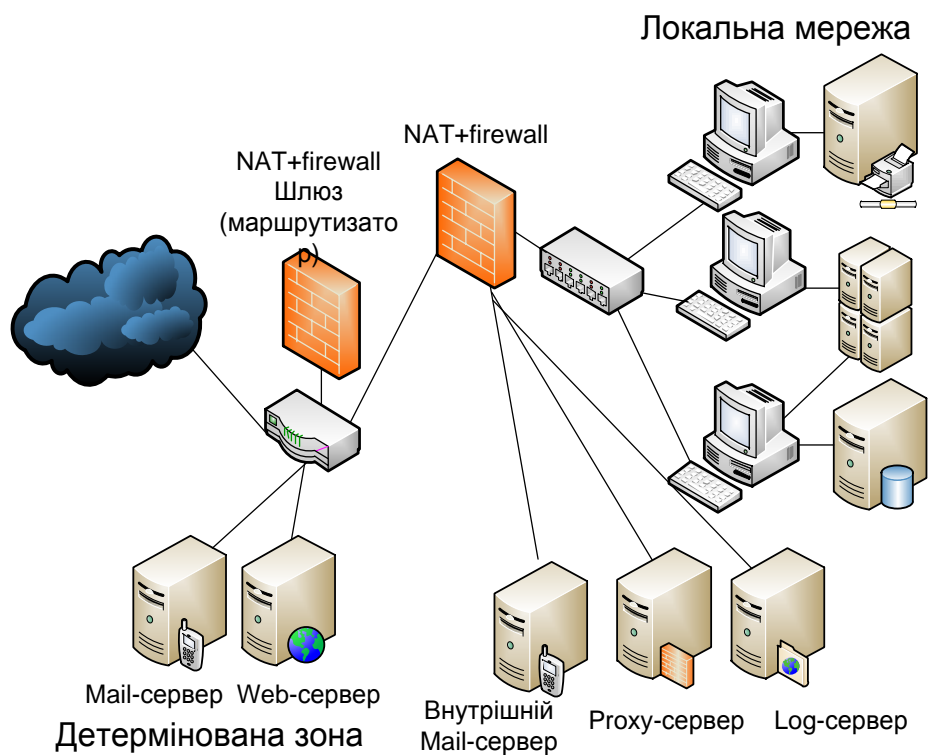 Локальна мережа
NAT+firewall
NAT+firewall
Шлюз
(маршрутизато
р)
Mail-сервер
Web-сервер
Детермінована зона
Внутрішній
Mail-сервер
Proxy-сервер
Log-сервер